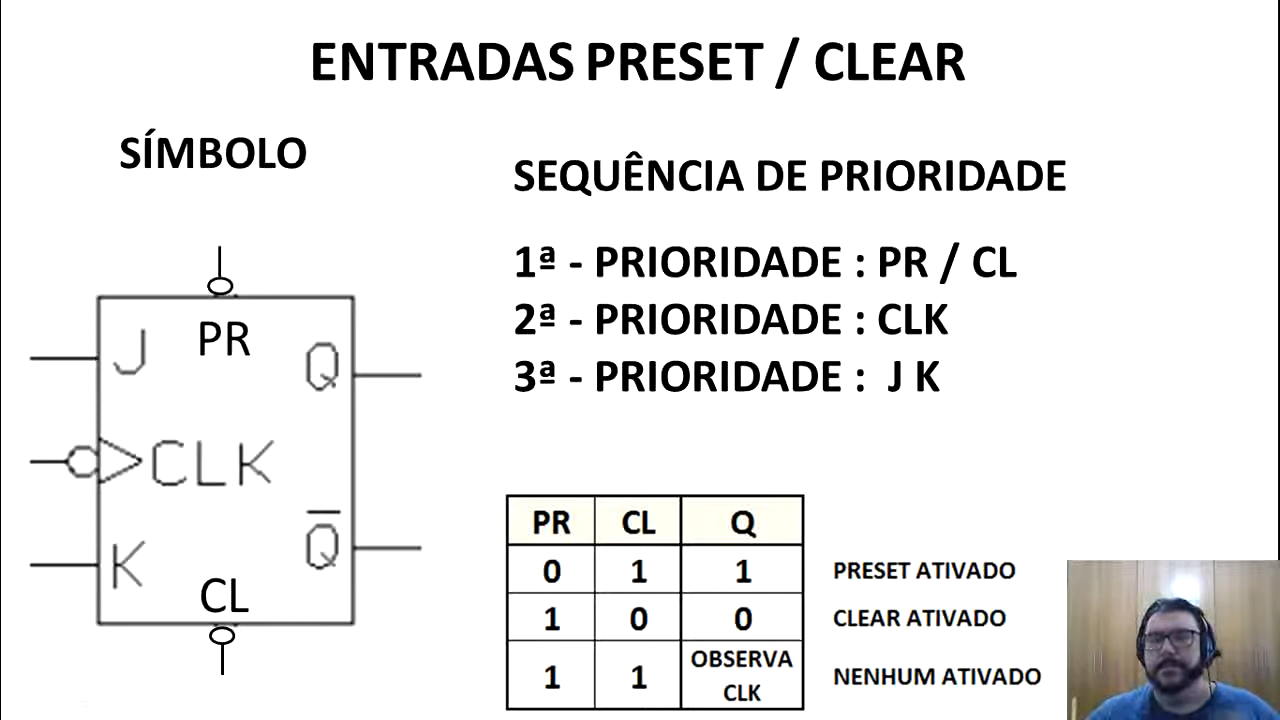 ENTRADAS PRESET / CLEAR
SÍMBOLO
PR
J
Q
CLK
Q̅
K
CL
SEQUÊNCIA DE PRIORIDADE
1ª - PRIORIDADE : PR / CL
2ª - PRIORIDADE : CLK
3ª - PRIORIDADE : J K
PR CL Q
0 1 1 PRESET ATIVADO
1 0 0 CLEAR ATIVADO
1 1 OBSERVA CLK NENHUM ATIVADO